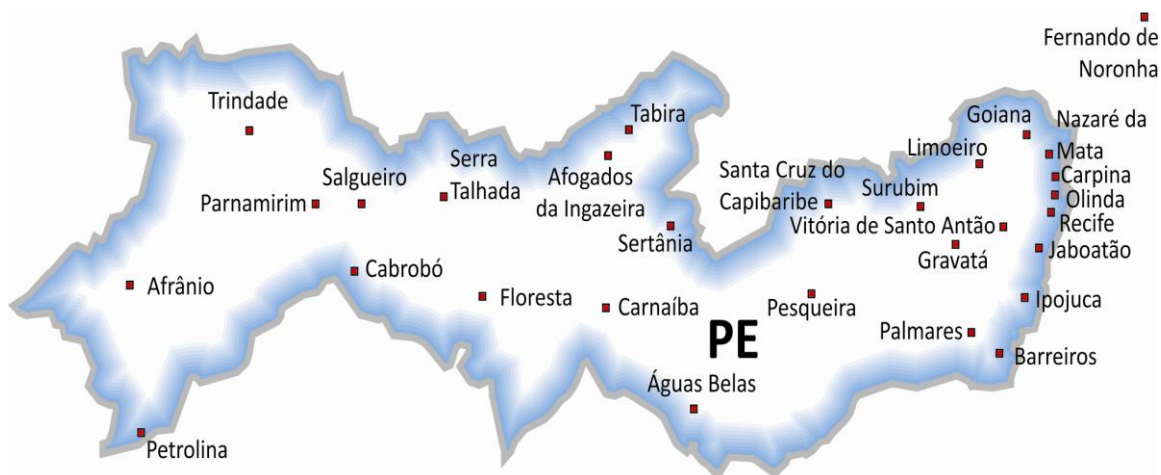 Fernando de
Noronha
Trindade
Tabira
Goiana
Nazaré da
Mata
Limoeiro
Serra
Talhada
Afogados
da Ingazeira
Santa Cruz do
Capibaribe
Salgueiro
Surubim
Carpina
Olinda
Parnamirim
Recife
Vitória de Santo Antão
Sertânia
Gravatá
Jaboatão
Cabrobó
Afrânio
Floresta
Carnaíba
Pesqueira
Ipojuca
PE
Palmares
Barreiros
Águas Belas
Petrolina